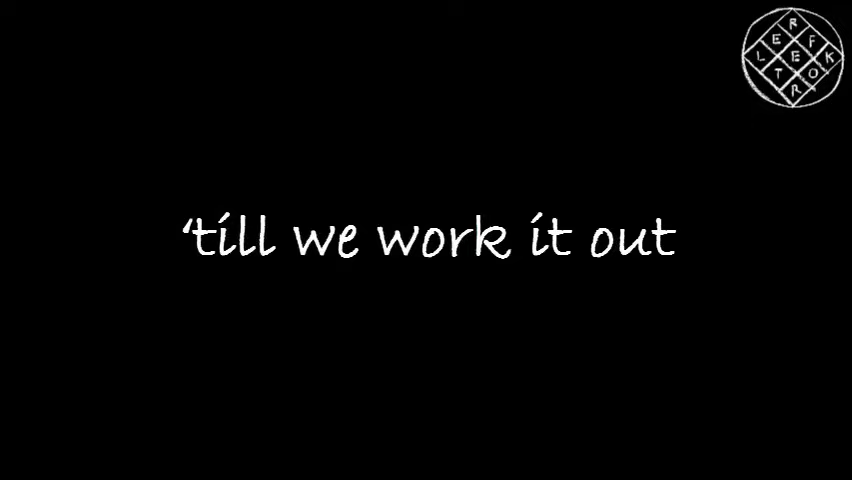 ‘till we work it out
R
E F
L E K
T O
R